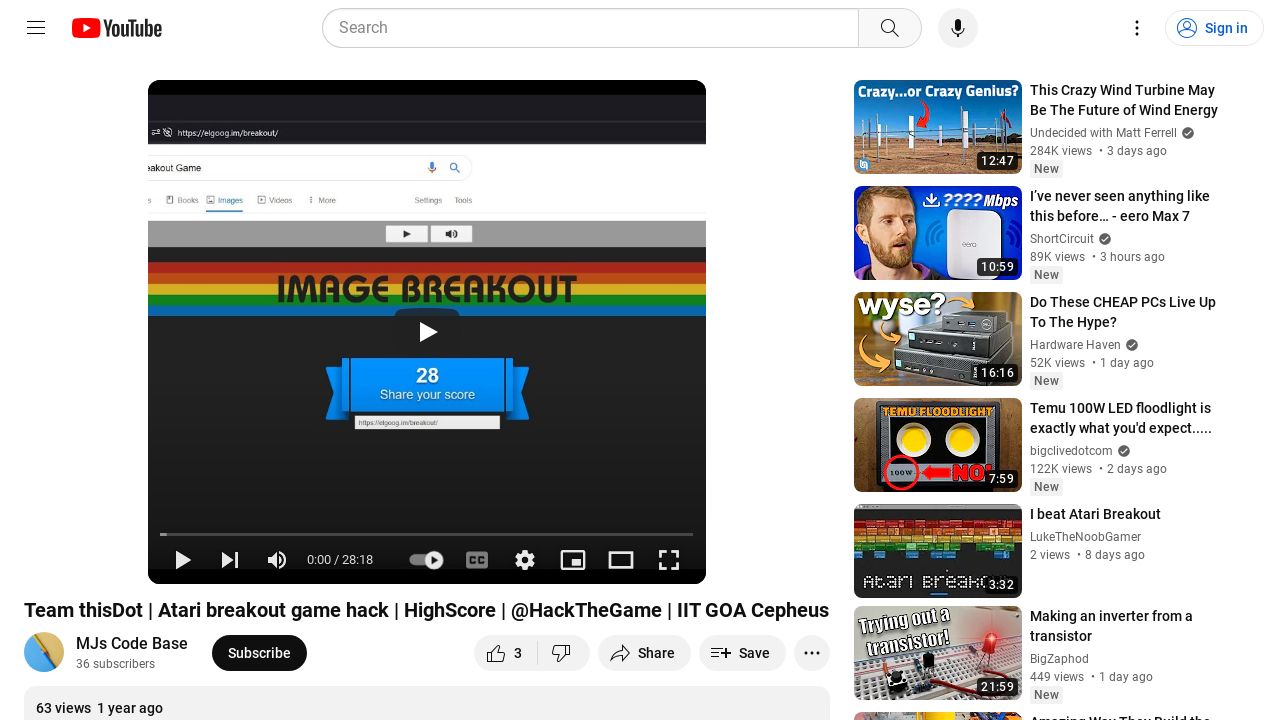 YouTube
Search
Sign in
https://elgoog.im/breakout/
eakout Game
Books
Images
Videos
More
Settings
Tools
IMAGE BREAKOUT
28
Share your score
https://elgoog.im/breakout/
0:00 / 28:18
CC
Team thisDot | Atari breakout game hack | HighScore | @HackTheGame | IIT GOA Cepheus
MJs Code Base
36 subscribers
Subscribe
3
Share
Save
63 views 1 year ago
Crazy...or Crazy Genius?
12:47
This Crazy Wind Turbine May
Be The Future of Wind Energy
Undecided with Matt Ferrell
284K views • 3 days ago
New
???? Mbps
eero
10:59
I’ve never seen anything like
this before… - eero Max 7
ShortCircuit
89K views • 3 hours ago
New
wyse?
16:16
Do These CHEAP PCs Live Up
To The Hype?
Hardware Haven
52K views • 1 day ago
New
TEMU FLOODLIGHT
100W
NO
7:59
Temu 100W LED floodlight is
exactly what you'd expect.....
bigclivedotcom
122K views • 2 days ago
New
Atari Breako
3:32
I beat Atari Breakout
LukeTheNoobGamer
2 views • 8 days ago
Trying out a
transistor!
21:59
Making an inverter from a
transistor
BigZaphod
449 views • 1 day ago
New
Amazing Way They Build the